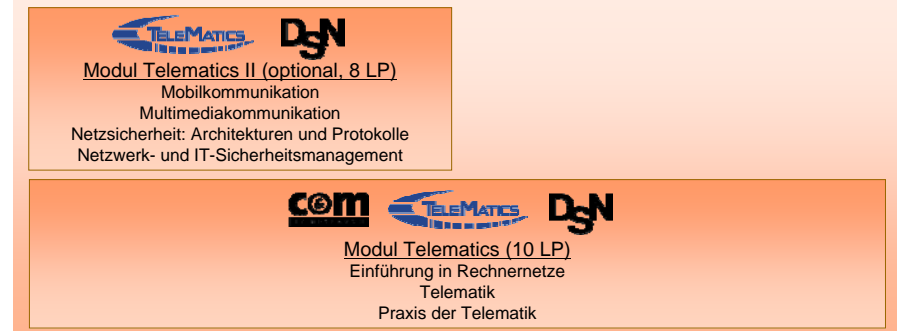 TELEMATICS DSN
Modul Telematics II (optional, 8 LP)
Mobilkommunikation
Multimediakommunikation
Netzsicherheit: Architekturen und Protokolle
Netzwerk- und IT-Sicherheitsmanagement
com TELEMATICS DSN
Modul Telematics (10 LP)
Einführung in Rechnernetze
Telematik
Praxis der Telematik